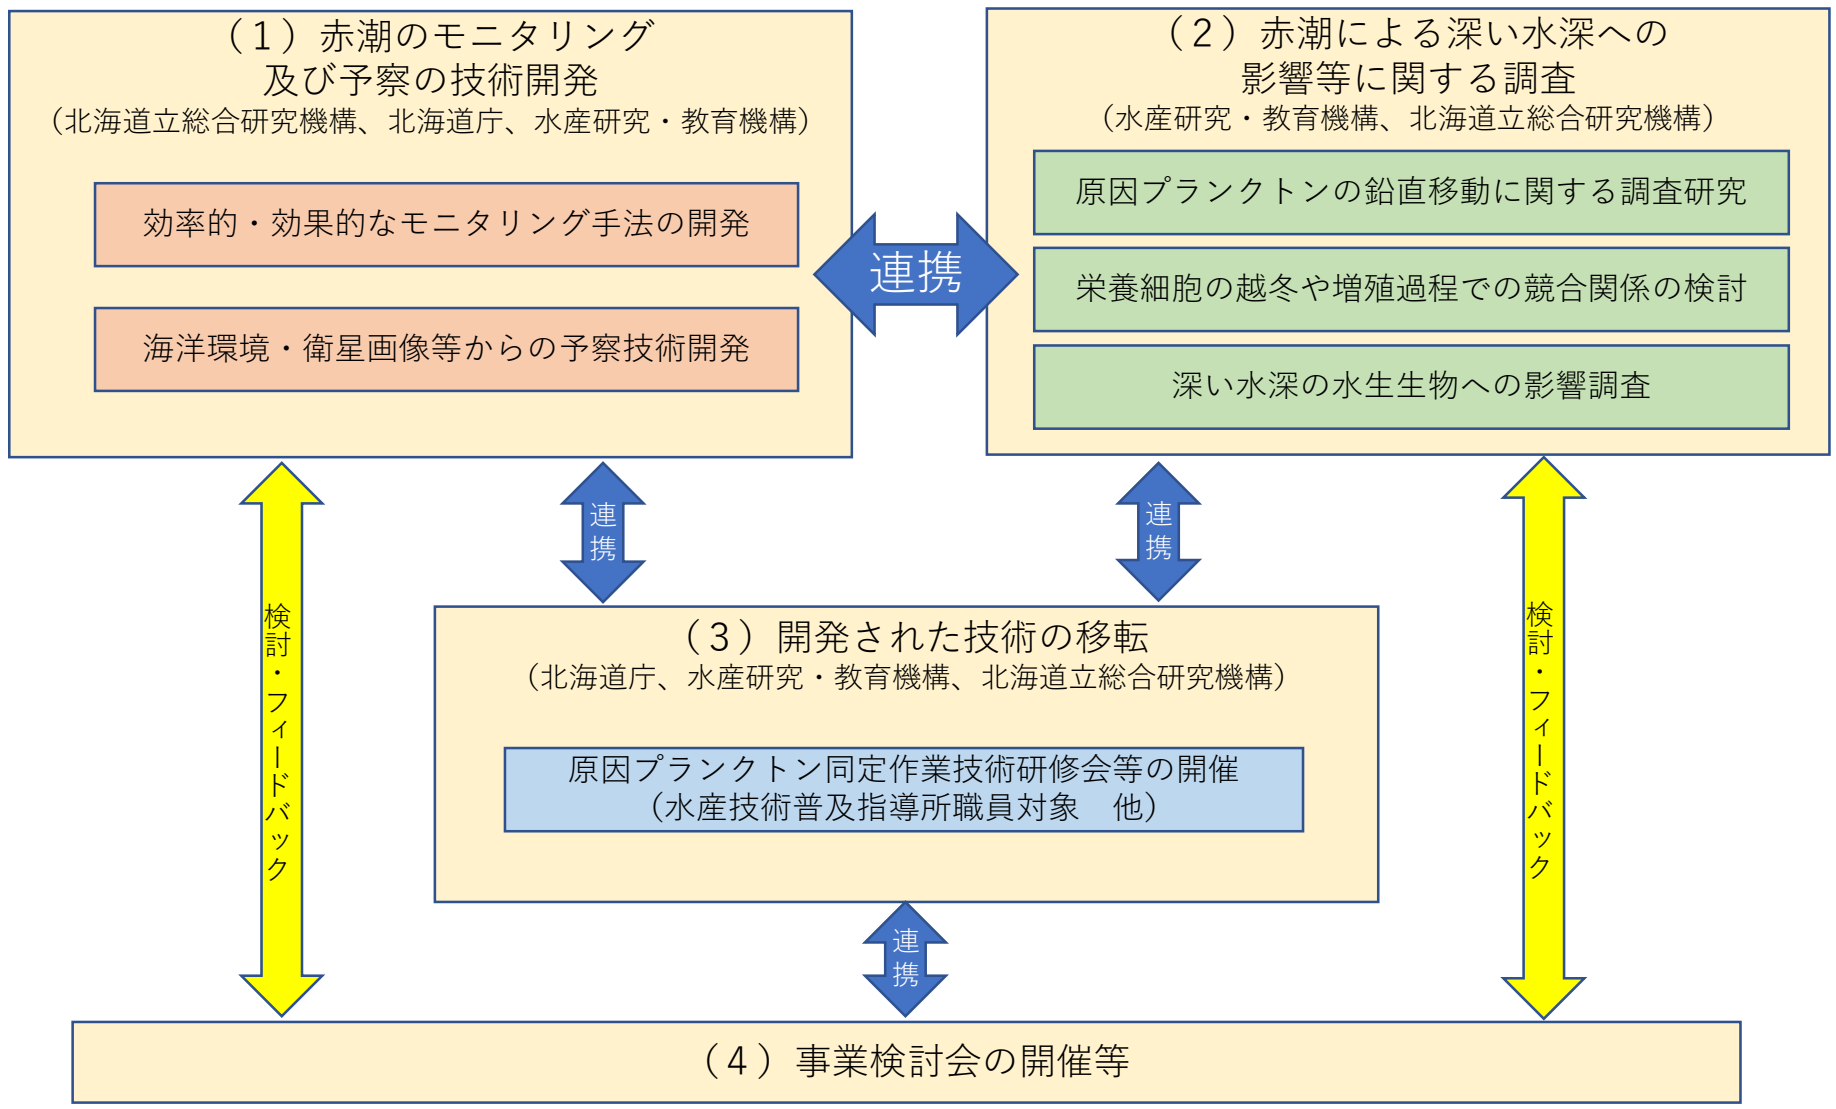 （１）赤潮のモニタリング
及び予察の技術開発
（北海道立総合研究機構、北海道庁、水産研究・教育機構）
効率的・効果的なモニタリング手法の開発
海洋環境・衛星画像等からの予察技術開発
連携
（２）赤潮による深い水深への
影響等に関する調査
（水産研究・教育機構、北海道立総合研究機構）
原因プランクトンの鉛直移動に関する調査研究
栄養細胞の越冬や増殖過程での競合関係の検討
深い水深の水生生物への影響調査
検討・フィードバック
連携
連携
検討・フィードバック
（３）開発された技術の移転
（北海道庁、水産研究・教育機構、北海道立総合研究機構）
原因プランクトン同定作業技術研修会等の開催
（水産技術普及指導所職員対象　他）
連携
（４）事業検討会の開催等